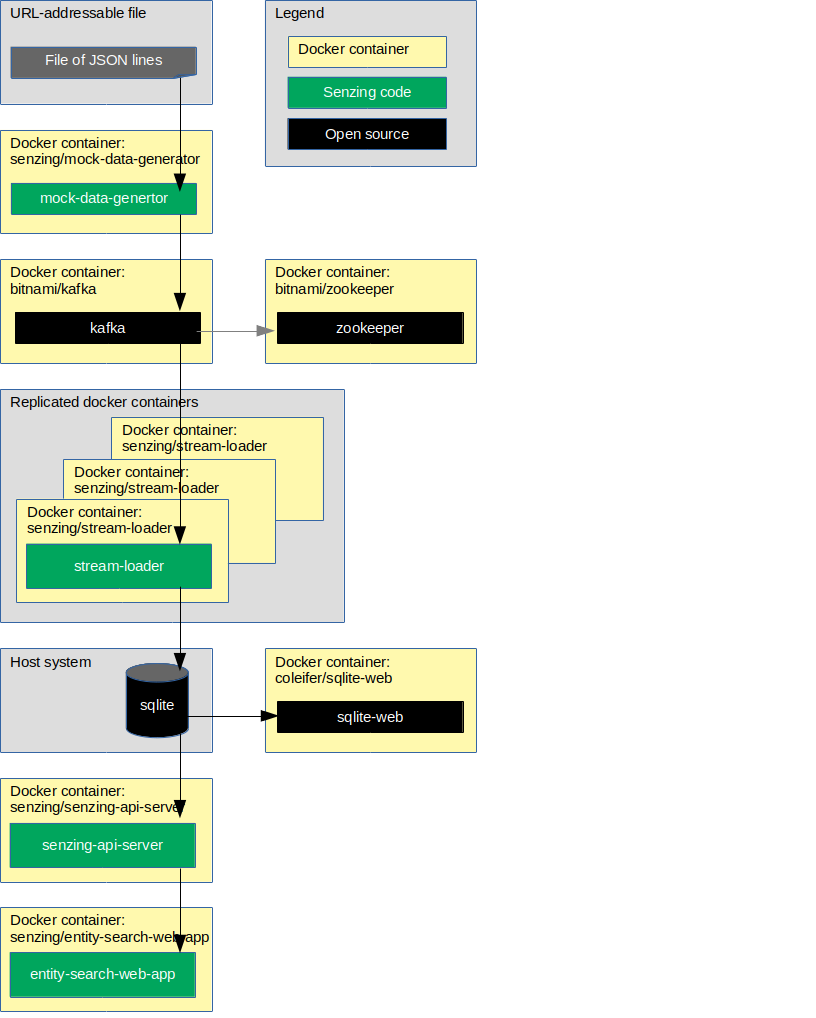 URL-addressable file
File of JSON lines
Legend
Docker container
Senzing code
Open source
Docker container:
senzing/mock-data-generator
mock-data-genertor
Docker container:
bitnami/kafka
kafka
Docker container:
bitnami/zookeeper
zookeeper
Replicated docker containers
Docker container:
senzing/stream-loader
Docker container:
senzing/stream-loader
Docker container:
senzing/stream-loader
stream-loader
Host system
sqlite
Docker container:
coleifer/sqlite-web
sqlite-web
Docker container:
senzing/senzing-api-server
senzing-api-server
Docker container:
senzing/entity-search-web-app
entity-search-web-app